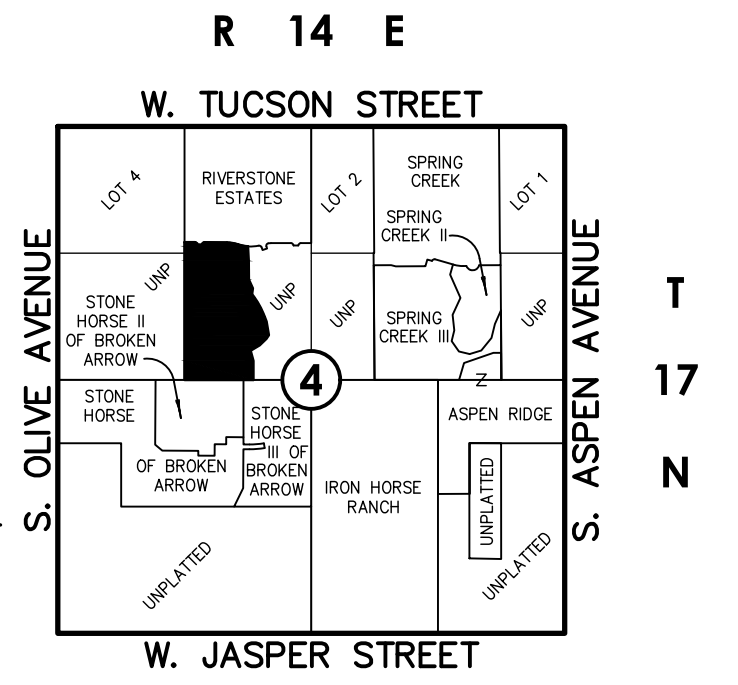 R 14 E
W. TUCSON STREET
LOT 4
RIVERSTONE
ESTATES
LOT 2
SPRING
CREEK
LOT 1
SPRING
CREEK II
S. OLIVE AVENUE
UNP
UNP
UNP
SPRING
CREEK III
UNP
S. ASPEN AVENUE
T
17
N
STONE
HORSE II
OF BROKEN
ARROW
4
Z
STONE
HORSE
STONE
HORSE
III OF
BROKEN
ARROW
ASPEN RIDGE
OF BROKEN
ARROW
IRON HORSE
RANCH
UNPLATTED
UNPLATTED
UNPLATTED
W. JASPER STREET